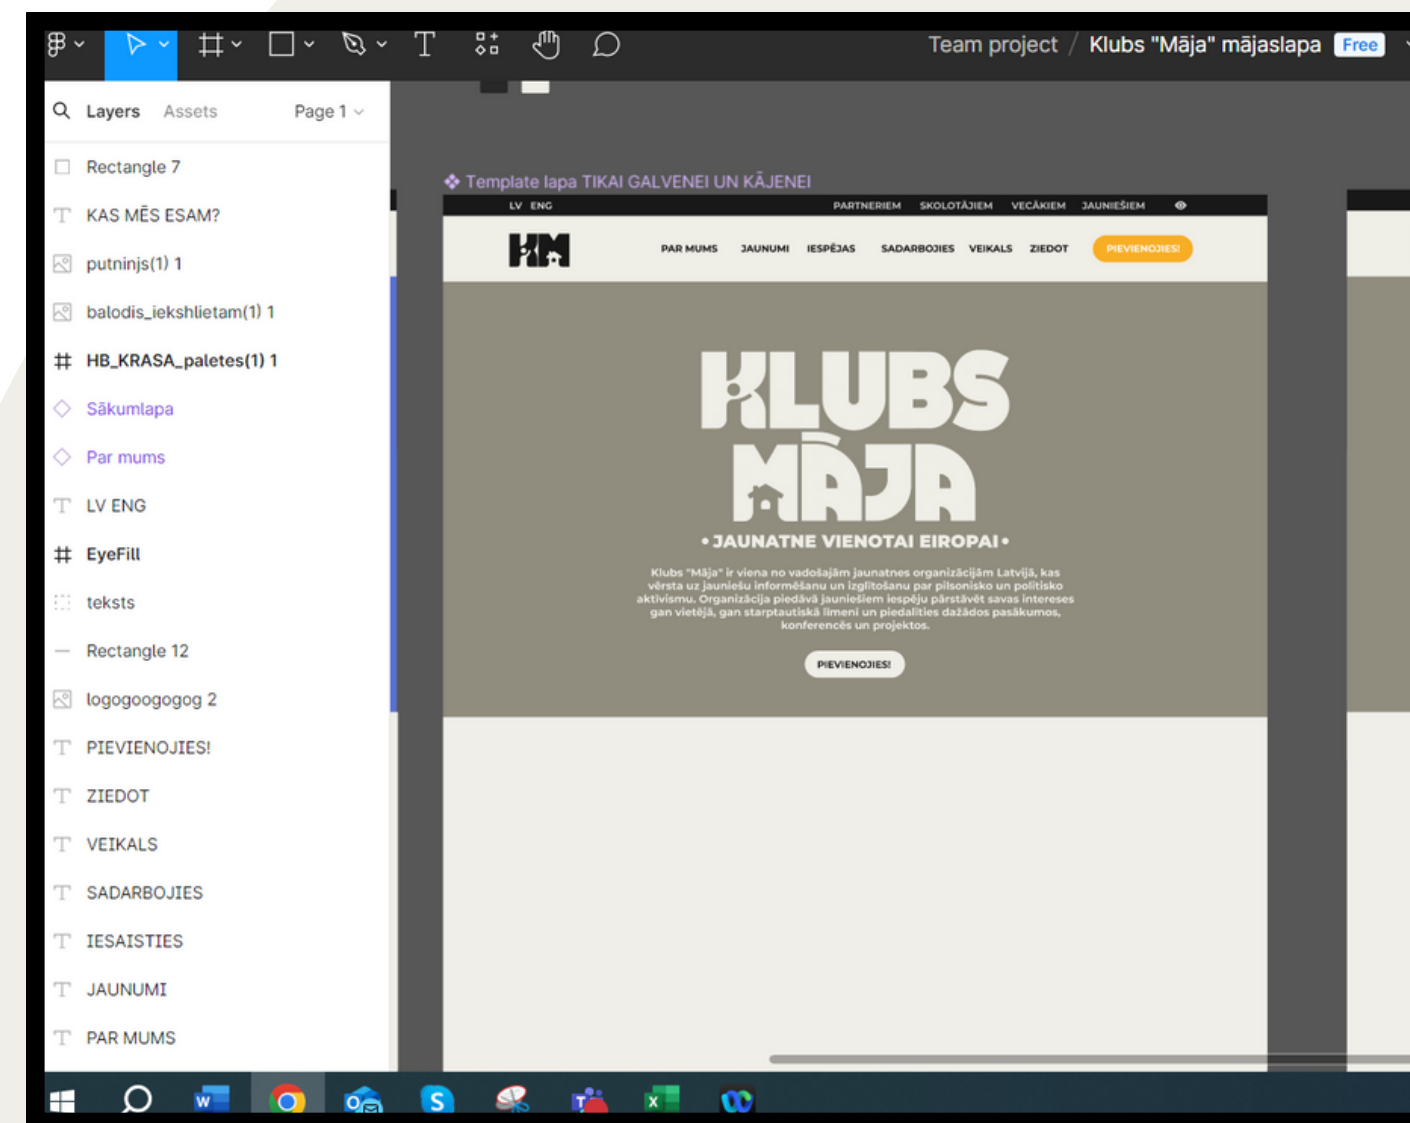 Team project / Klubs "Māja" mājaslapa Free
Layers Assets Page 1
Rectangle 7
KAS MĒS ESAM?
putninjs(1) 1
balodis_iekshlietam(1) 1
HB_KRASA_paletes(1) 1
Sākumlapa
Par mums
LV ENG
EyeFill
teksts
Rectangle 12
logogoogogog 2
PIEVIENOJIES!
ZIEDOT
VEIKALS
SADARBOJIES
IESAISTIES
JAUNUMI
PAR MUMS
Template lapa TIKAI GALVENEI UN KĀJENEI
LV ENG PARTNERIEM SKOLOTĀJIEM VECĀKIEM JAUNIEŠIEM
KM PAR MUMS JAUNUMI IESPĒJAS SADARBOJIES VEIKALS ZIEDOT PIEVIENOJIES!
KLUBS
MĀJA
• JAUNATNE VIENOTAI EIROPAI •
Klubs "Māja" ir viena no vadošajām jaunatnes organizācijām Latvijā, kas
vērsta uz jauniešu informēšanu un izglītošanu par pilsonisko un politisko
aktivismu. Organizācija piedāvā jauniešiem iespēju pārstāvēt savas intereses
gan vietējā, gan starptautiskā līmenī un piedalīties dažādos pasākumos,
konferencēs un projektos.
PIEVIENOJIES!